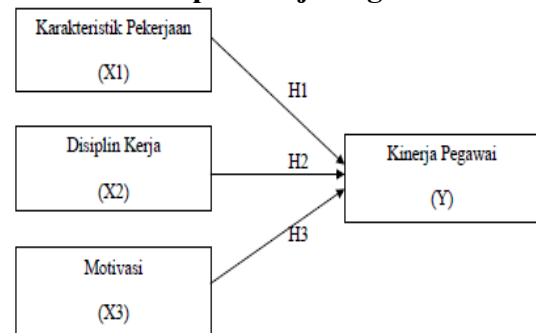 Karakteristik Pekerjaan
(X1)
H1
Disiplin Kerja
(X2)
H2
Kinerja Pegawai
(Y)
H3
Motivasi
(X3)